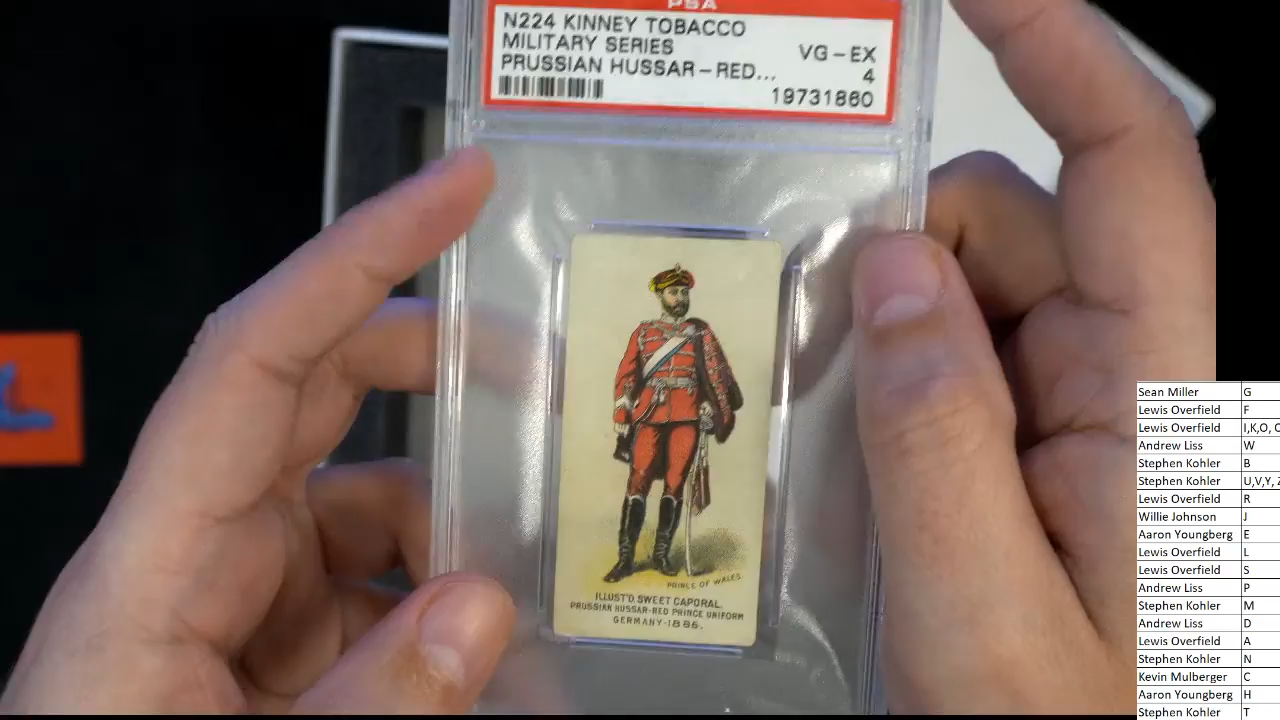 PSA
N224 KINNEY TOBACCO
MILITARY SERIES
VG-EX
PRUSSIAN HUSSAR-RED...
4
19731860
PRINCE OF WALES.
ILLUST'D. SWEET CAPORAL.
PRUSSIAN HUSSAR-RED PRINCE UNIFORM
GERMANY-1886.
Sean Miller G
Lewis Overfield F
Lewis Overfield I,K,O,
Andrew Liss W
Stephen Kohler B
Stephen Kohler U,V,Y,
Lewis Overfield R
Willie Johnson J
Aaron Youngberg E
Lewis Overfield L
Lewis Overfield S
Andrew Liss P
Stephen Kohler M
Andrew Liss D
Lewis Overfield A
Stephen Kohler N
Kevin Mulberger C
Aaron Youngberg H
Stephen Kohler T